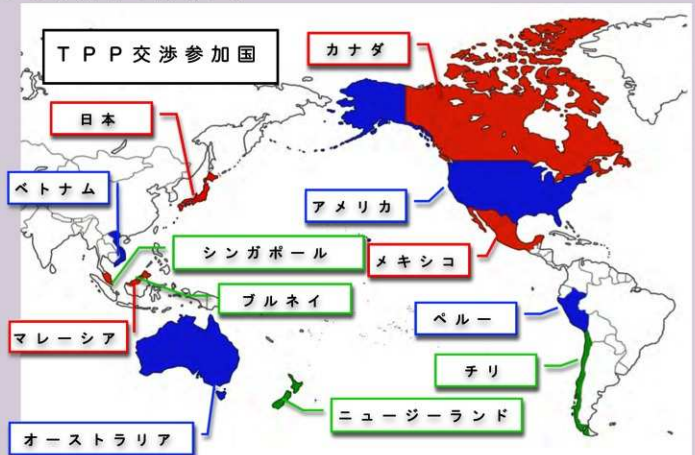 TPP交渉参加国
カナダ
日本
ベトナム
アメリカ
シンガポール
メキシコ
ブルネイ
マレーシア
ペルー
チリ
ニュージーランド
オーストラリア